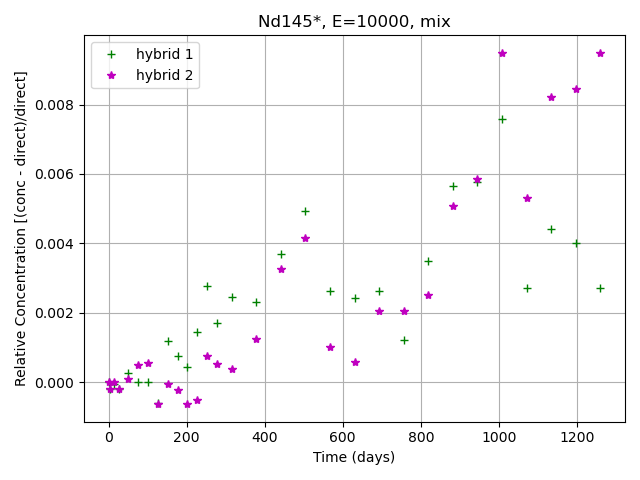 Nd145*, E=10000, mix
hybrid 1
hybrid 2
Relative Concentration [(conc - direct)/direct]
0.008
0.006
0.004
0.002
0.000
0 200 400 600 800 1000 1200
Time (days)